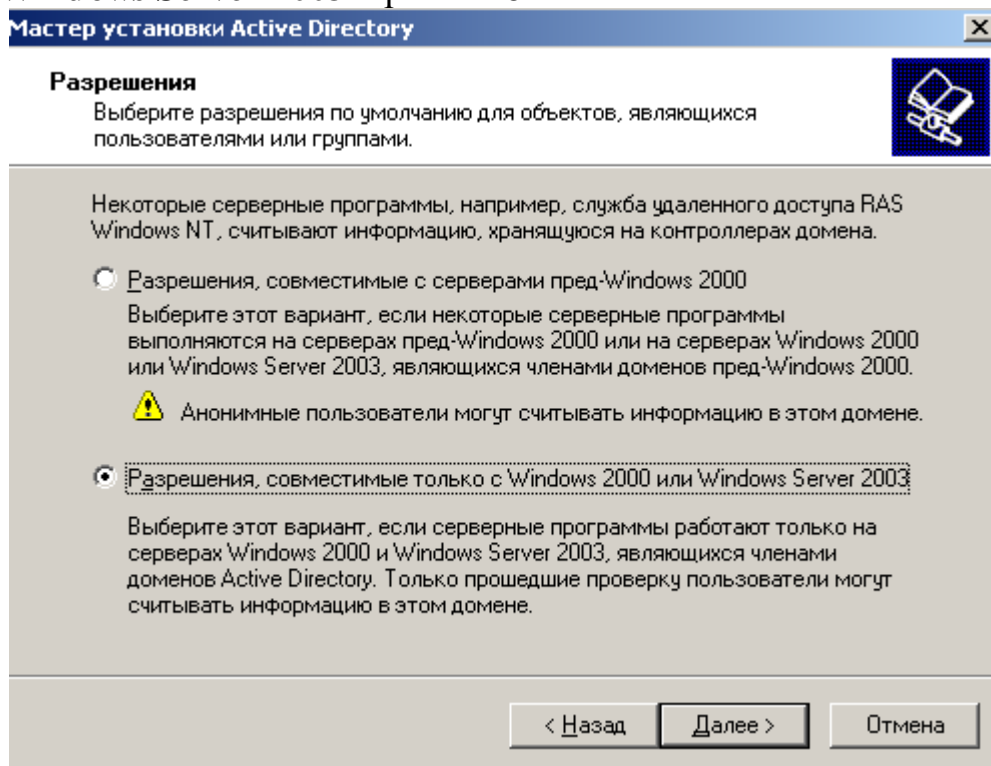 Мастер установки Active Directory
Разрешения
Выберите разрешения по умолчанию для объектов, являющихся
пользователями или группами.
Некоторые серверные программы, например, служба удаленного доступа RAS
Windows NT, считывают информацию, хранящуюся на контроллерах домена.
Разрешения, совместимые с серверами пред-Windows 2000
Выберите этот вариант, если некоторые серверные программы
выполняются на серверах пред-Windows 2000 или на серверах Windows 2000
или Windows Server 2003, являющихся членами доменов пред-Windows 2000.
Анонимные пользователи могут считывать информацию в этом домене.
Разрешения, совместимые только с Windows 2000 или Windows Server 2003
Выберите этот вариант, если серверные программы работают только на
серверах Windows 2000 и Windows Server 2003, являющихся членами
доменов Active Directory. Только прошедшие проверку пользователи могут
считывать информацию в этом домене.
< Назад Далее > Отмена